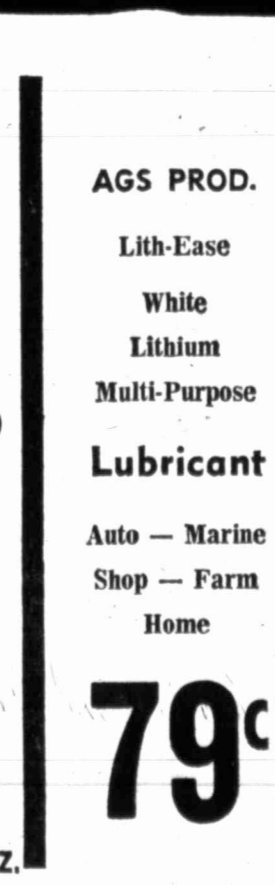 AGS PROD.
Lith-Ease
White
Lithium
Multi-Purpose
Lubricant
Auto — Marine
Shop — Farm
Home
79c
z.